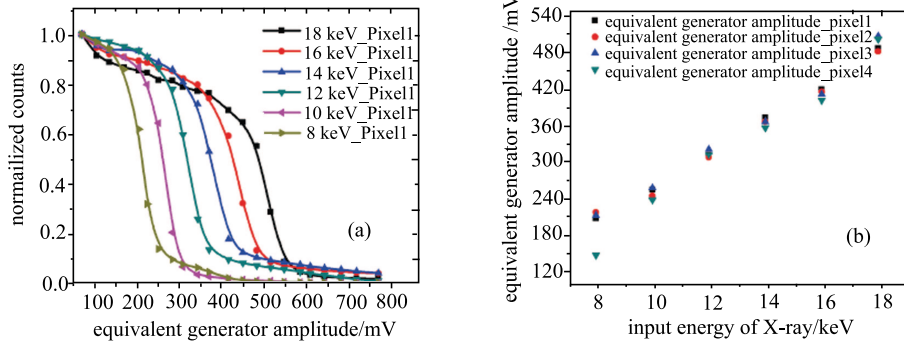 normailized counts
1.0
0.8
0.6
0.4
0.2
0.0
18 keV_Pixel1
16 keV_Pixel1
14 keV_Pixel1
12 keV_Pixel1
10 keV_Pixel1
8 keV_Pixel1
(a)
100 200 300 400 500 600 700 800
equivalent generator amplitude/mV
equivalent generator amplitude /mV
540
480
420
360
300
240
180
120
equivalent generator amplitude_pixel1
equivalent generator amplitude_pixel2
equivalent generator amplitude_pixel3
equivalent generator amplitude_pixel4
(b)
8 10 12 14 16 18
input energy of X-ray/keV